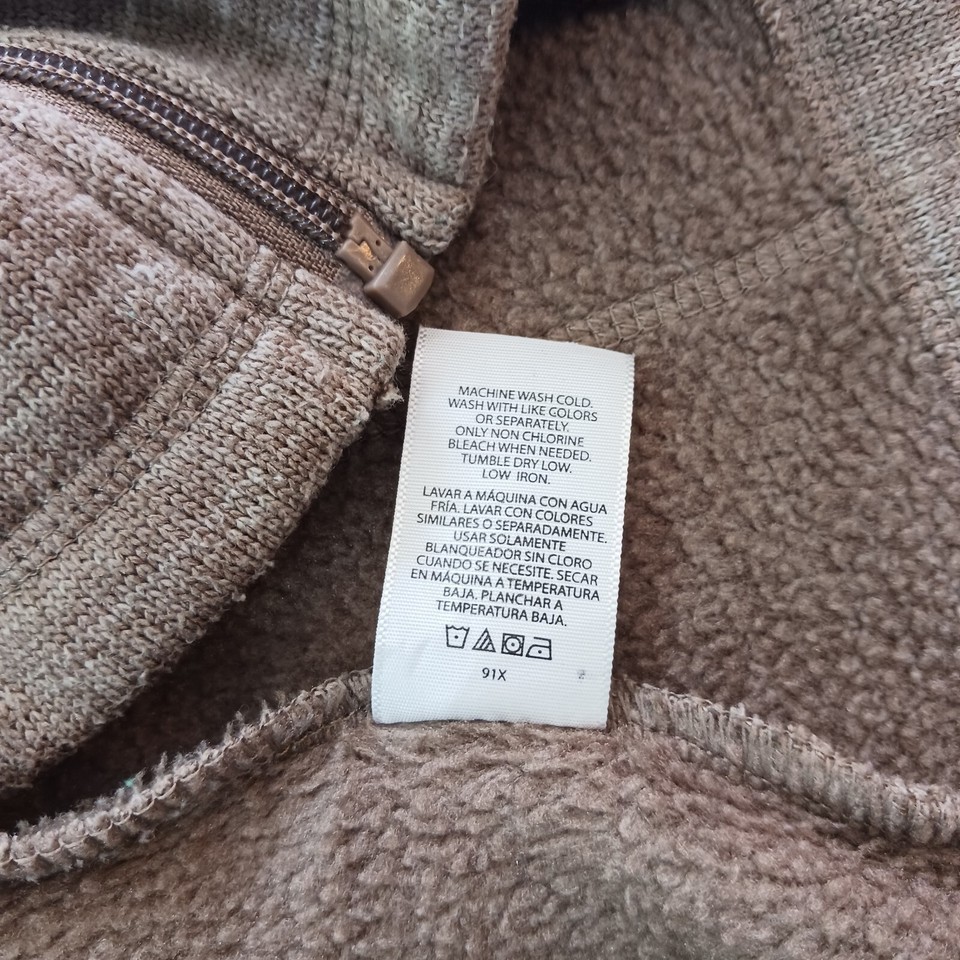 MACHINE WASH COLD.
WASH WITH LIKE COLORS
OR SEPARATELY.
ONLY NON CHLORINE
BLEACH WHEN NEEDED.
TUMBLE DRY LOW.
LOW IRON.
LAVAR A MÁQUINA CON AGUA
FRÍA. LAVAR CON COLORES
SIMILARES O SEPARADAMENTE.
USAR SOLAMENTE
BLANQUEADOR SIN CLORO
CUANDO SE NECESITE. SECAR
EN MÁQUINA A TEMPERATURA
BAJA. PLANCHAR A
TEMPERATURA BAJA.
91X